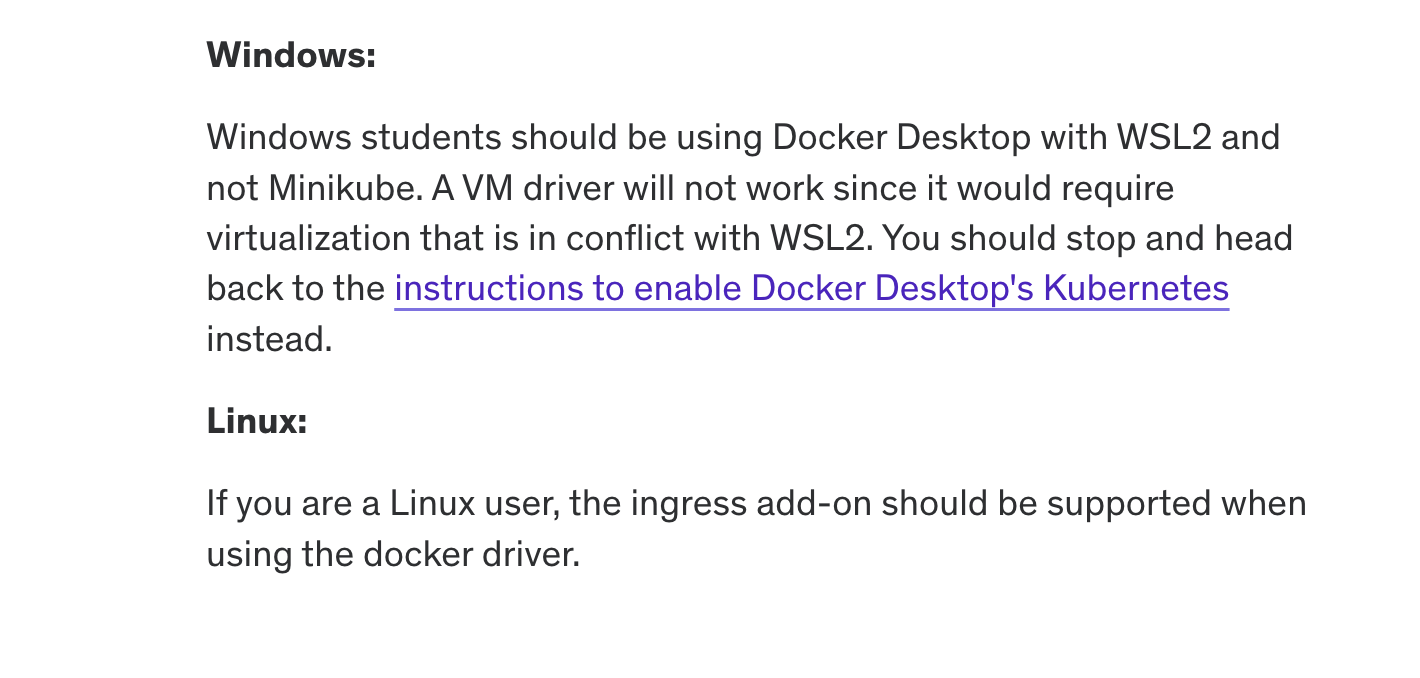 Windows:
Windows students should be using Docker Desktop with WSL2 and
not Minikube. A VM driver will not work since it would require
virtualization that is in conflict with WSL2. You should stop and head
back to the instructions to enable Docker Desktop's Kubernetes
instead.
Linux:
If you are a Linux user, the ingress add-on should be supported when
using the docker driver.